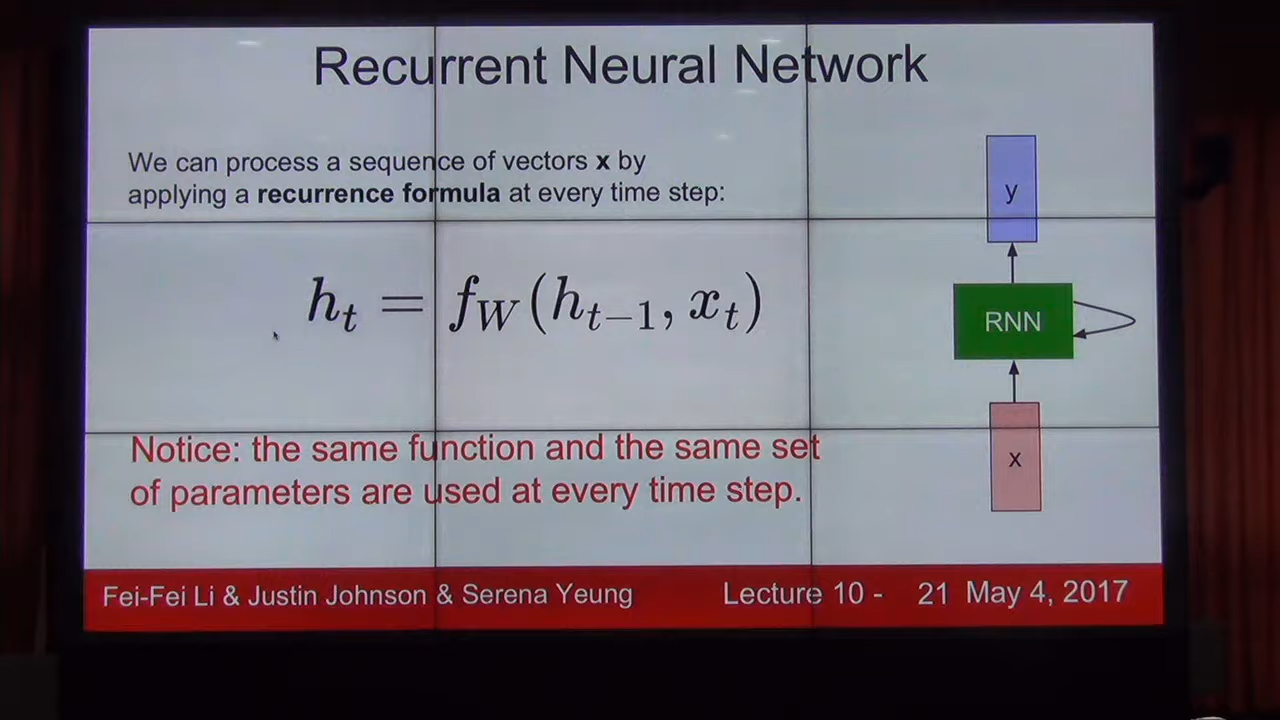 Recurrent Neural Network
We can process a sequence of vectors x by
applying a recurrence formula at every time step:
y
h_t = f_W(h_{t-1}, x_t)
RNN
Notice: the same function and the same set
of parameters are used at every time step.
x
Fei-Fei Li & Justin Johnson & Serena Yeung Lecture 10 - 21 May 4, 2017